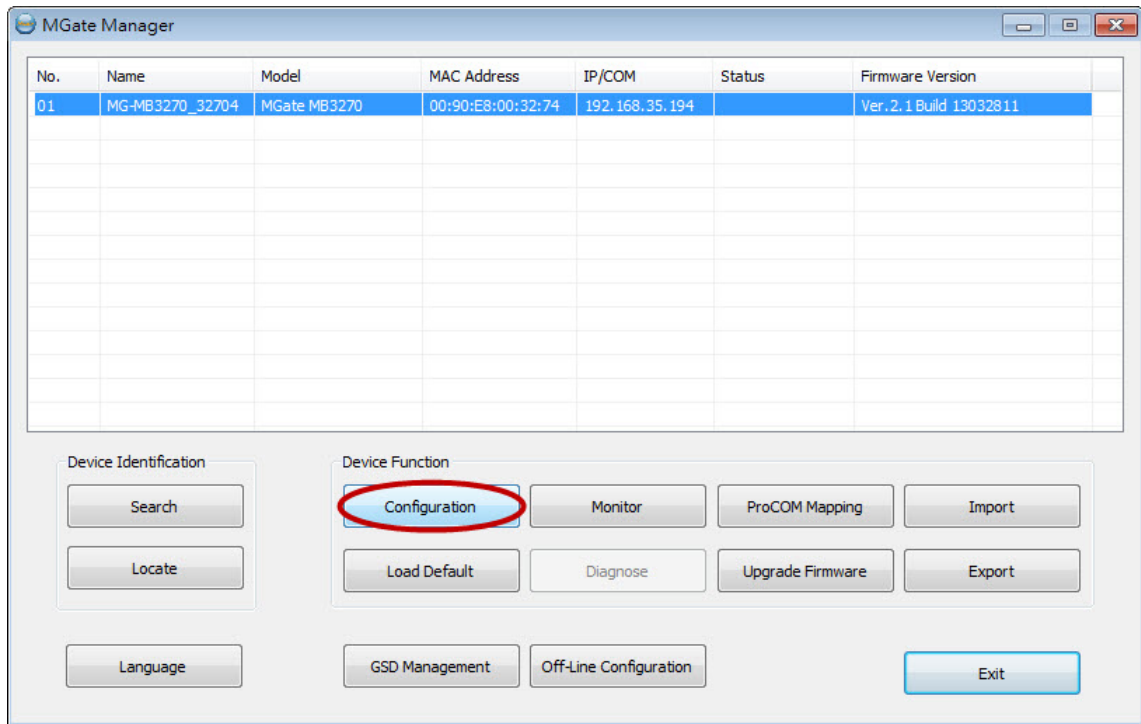 MGate Manager
No. Name Model MAC Address IP/COM Status Firmware Version
01 MG-MB3270_32704 MGate MB3270 00:90:E8:00:32:74 192.168.35.194 Ver.2.1 Build 13032811
Device Identification Device Function
Search Configuration Monitor ProCOM Mapping Import
Locate Load Default Diagnose Upgrade Firmware Export
Language GSD Management Off-Line Configuration Exit